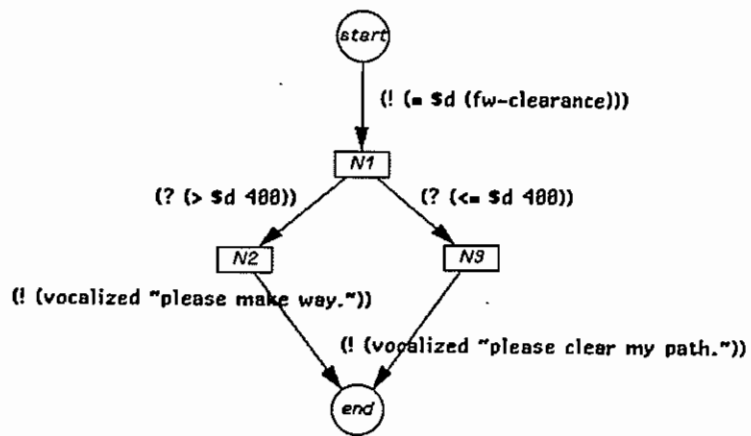 start
(! (= $d (fw-clearance)))
N1
(? (> $d 400))
(? (<= $d 400))
N2
N3
(! (vocalized "please make way."))
(! (vocalized "please clear my path."))
end